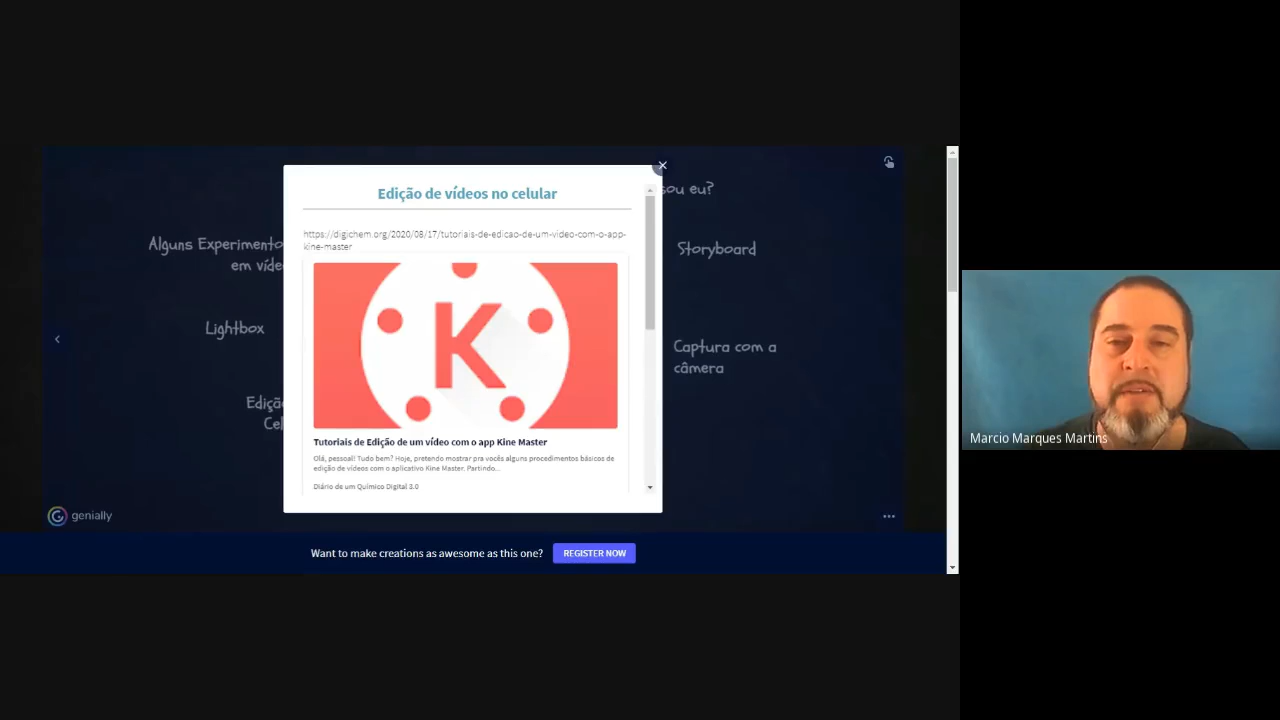 Edição de vídeos no celular
https://digichem.org/2020/08/17/tutoriais-de-edicao-de-um-video-com-o-app-
kine-master
K
Tutoriais de Edição de um vídeo com o app Kine Master
Olá, pessoal! Tudo bem? Hoje, pretendo mostrar pra vocês alguns procedimentos básicos de
edição de vídeos com o aplicativo Kine Master. Partindo...
Diário de um Químico Digital 3.0
Alguns Experimento
em víde
Lightbox
Ediçã
Cel
sou eu?
Storyboard
Captura com a
câmera
genially
Want to make creations as awesome as this one?
REGISTER NOW
Marcio Marques Martins